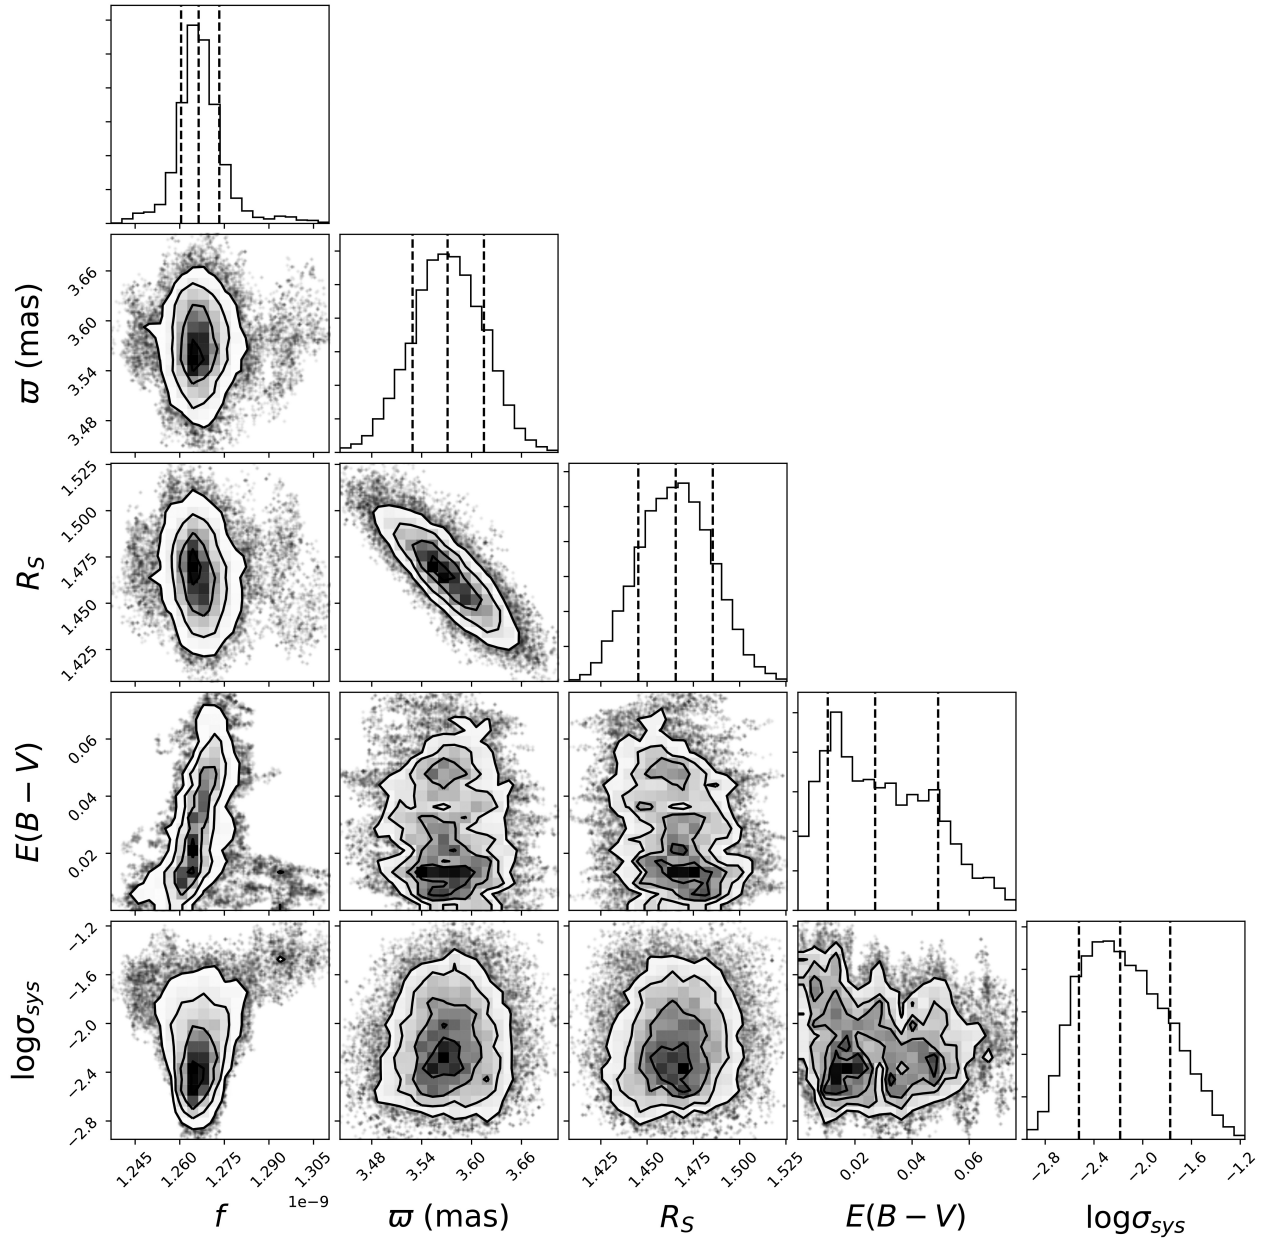 3.66
3.60
3.54
3.48
ϖ (mas)
1.525
1.500
1.475
1.450
1.425
R_S
0.06
0.04
0.02
E(B − V)
−1.2
−1.6
−2.0
−2.4
−2.8
logσ_sys
1.245 1.260 1.275 1.290 1.305
1e−9
f
3.48 3.54 3.60 3.66
ϖ (mas)
1.425 1.450 1.475 1.500 1.525
R_S
0.02 0.04 0.06
E(B − V)
−2.8 −2.4 −2.0 −1.6 −1.2
logσ_sys